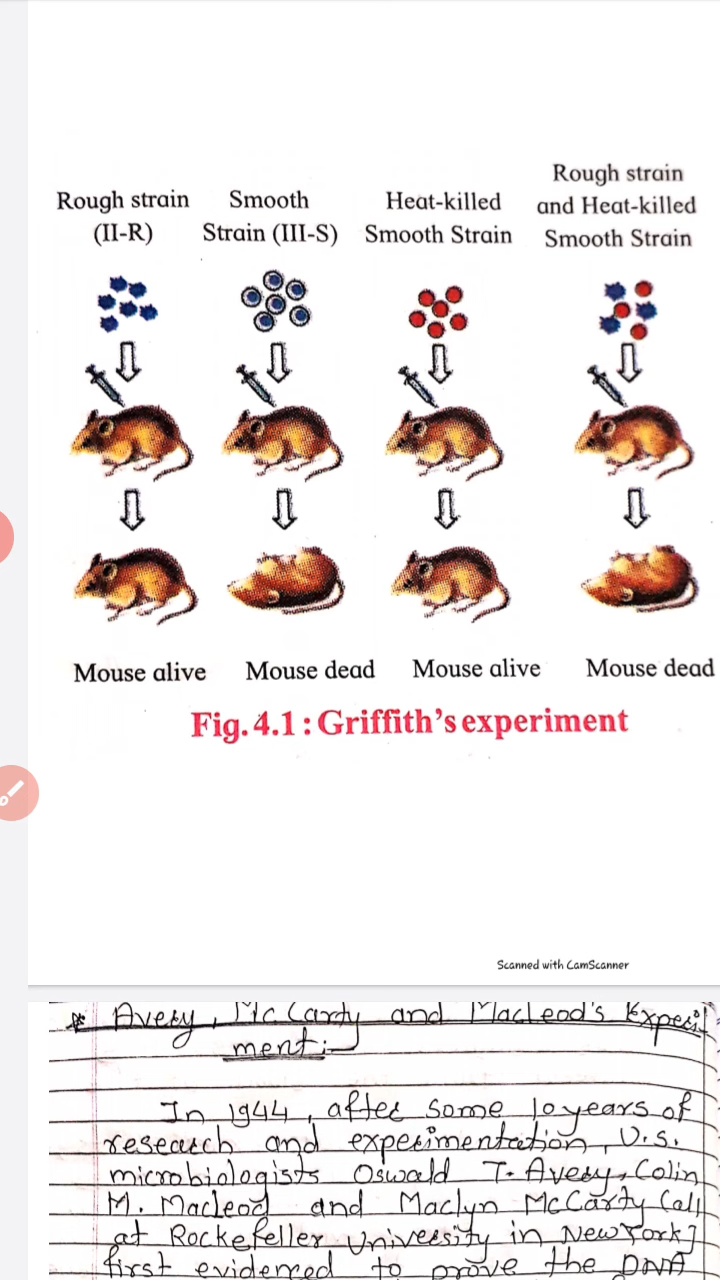 Rough strain
(II-R)
Smooth
Strain (III-S)
Heat-killed
Smooth Strain
Rough strain
and Heat-killed
Smooth Strain
Mouse alive
Mouse dead
Mouse alive
Mouse dead
Fig. 4.1 : Griffith's experiment
Scanned with CamScanner
* Avery, Mc Carty and Macleod's Experi
ment:-
In 1944, after some 10 years of
research and experimentation, U.S.
microbiologists Oswald T. Avery, Colin
M. Macleod and Maclyn McCarty (all
at Rockefeller University in New York]
first evidenced to prove the DNA